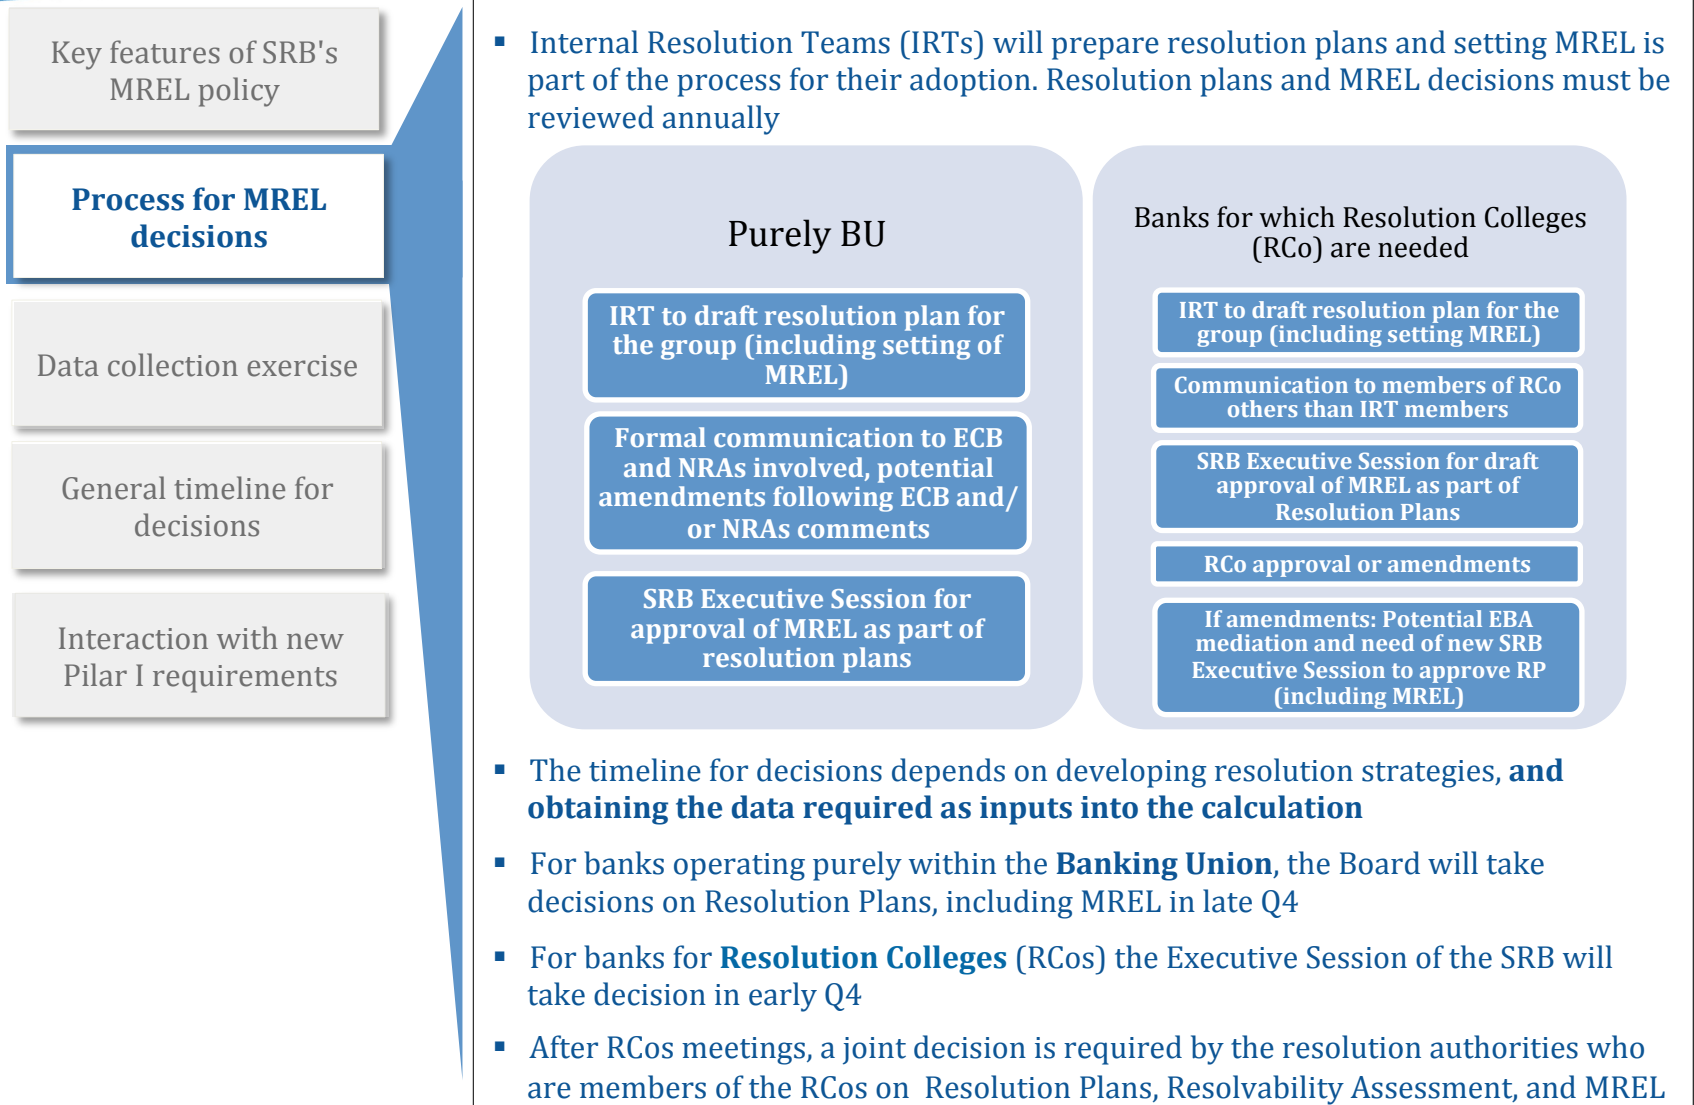 Key features of SRB's
MREL policy
Process for MREL
decisions
Data collection exercise
General timeline for
decisions
Interaction with new
Pilar I requirements
▪ Internal Resolution Teams (IRTs) will prepare resolution plans and setting MREL is
part of the process for their adoption. Resolution plans and MREL decisions must be
reviewed annually
Purely BU
IRT to draft resolution plan for
the group (including setting of
MREL)
Formal communication to ECB
and NRAs involved, potential
amendments following ECB and/
or NRAs comments
SRB Executive Session for
approval of MREL as part of
resolution plans
Banks for which Resolution Colleges
(RCo) are needed
IRT to draft resolution plan for the
group (including setting MREL)
Communication to members of RCo
others than IRT members
SRB Executive Session for draft
approval of MREL as part of
Resolution Plans
RCo approval or amendments
If amendments: Potential EBA
mediation and need of new SRB
Executive Session to approve RP
(including MREL)
▪ The timeline for decisions depends on developing resolution strategies, and
obtaining the data required as inputs into the calculation
▪ For banks operating purely within the Banking Union, the Board will take
decisions on Resolution Plans, including MREL in late Q4
▪ For banks for Resolution Colleges (RCos) the Executive Session of the SRB will
take decision in early Q4
▪ After RCos meetings, a joint decision is required by the resolution authorities who
are members of the RCos on Resolution Plans, Resolvability Assessment, and MREL